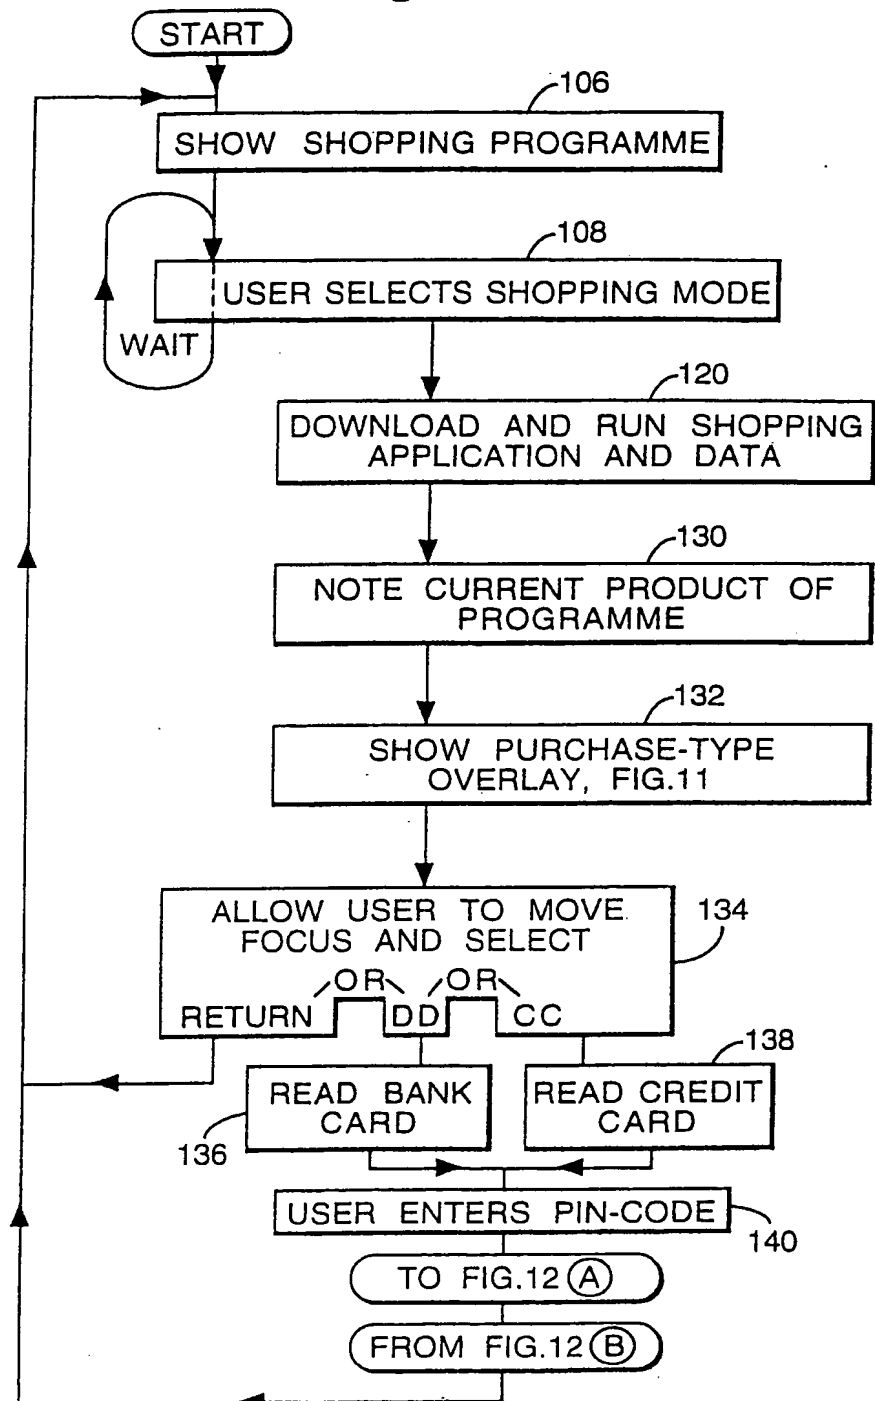 START
106
SHOW SHOPPING PROGRAMME
108
USER SELECTS SHOPPING MODE
WAIT
120
DOWNLOAD AND RUN SHOPPING
APPLICATION AND DATA
130
NOTE CURRENT PRODUCT OF
PROGRAMME
132
SHOW PURCHASE-TYPE
OVERLAY, FIG.11
ALLOW USER TO MOVE
FOCUS AND SELECT
134
OR OR
RETURN DD CC
138
READ BANK
CARD
136
READ CREDIT
CARD
USER ENTERS PIN-CODE
140
TO FIG.12 A
FROM FIG.12 B